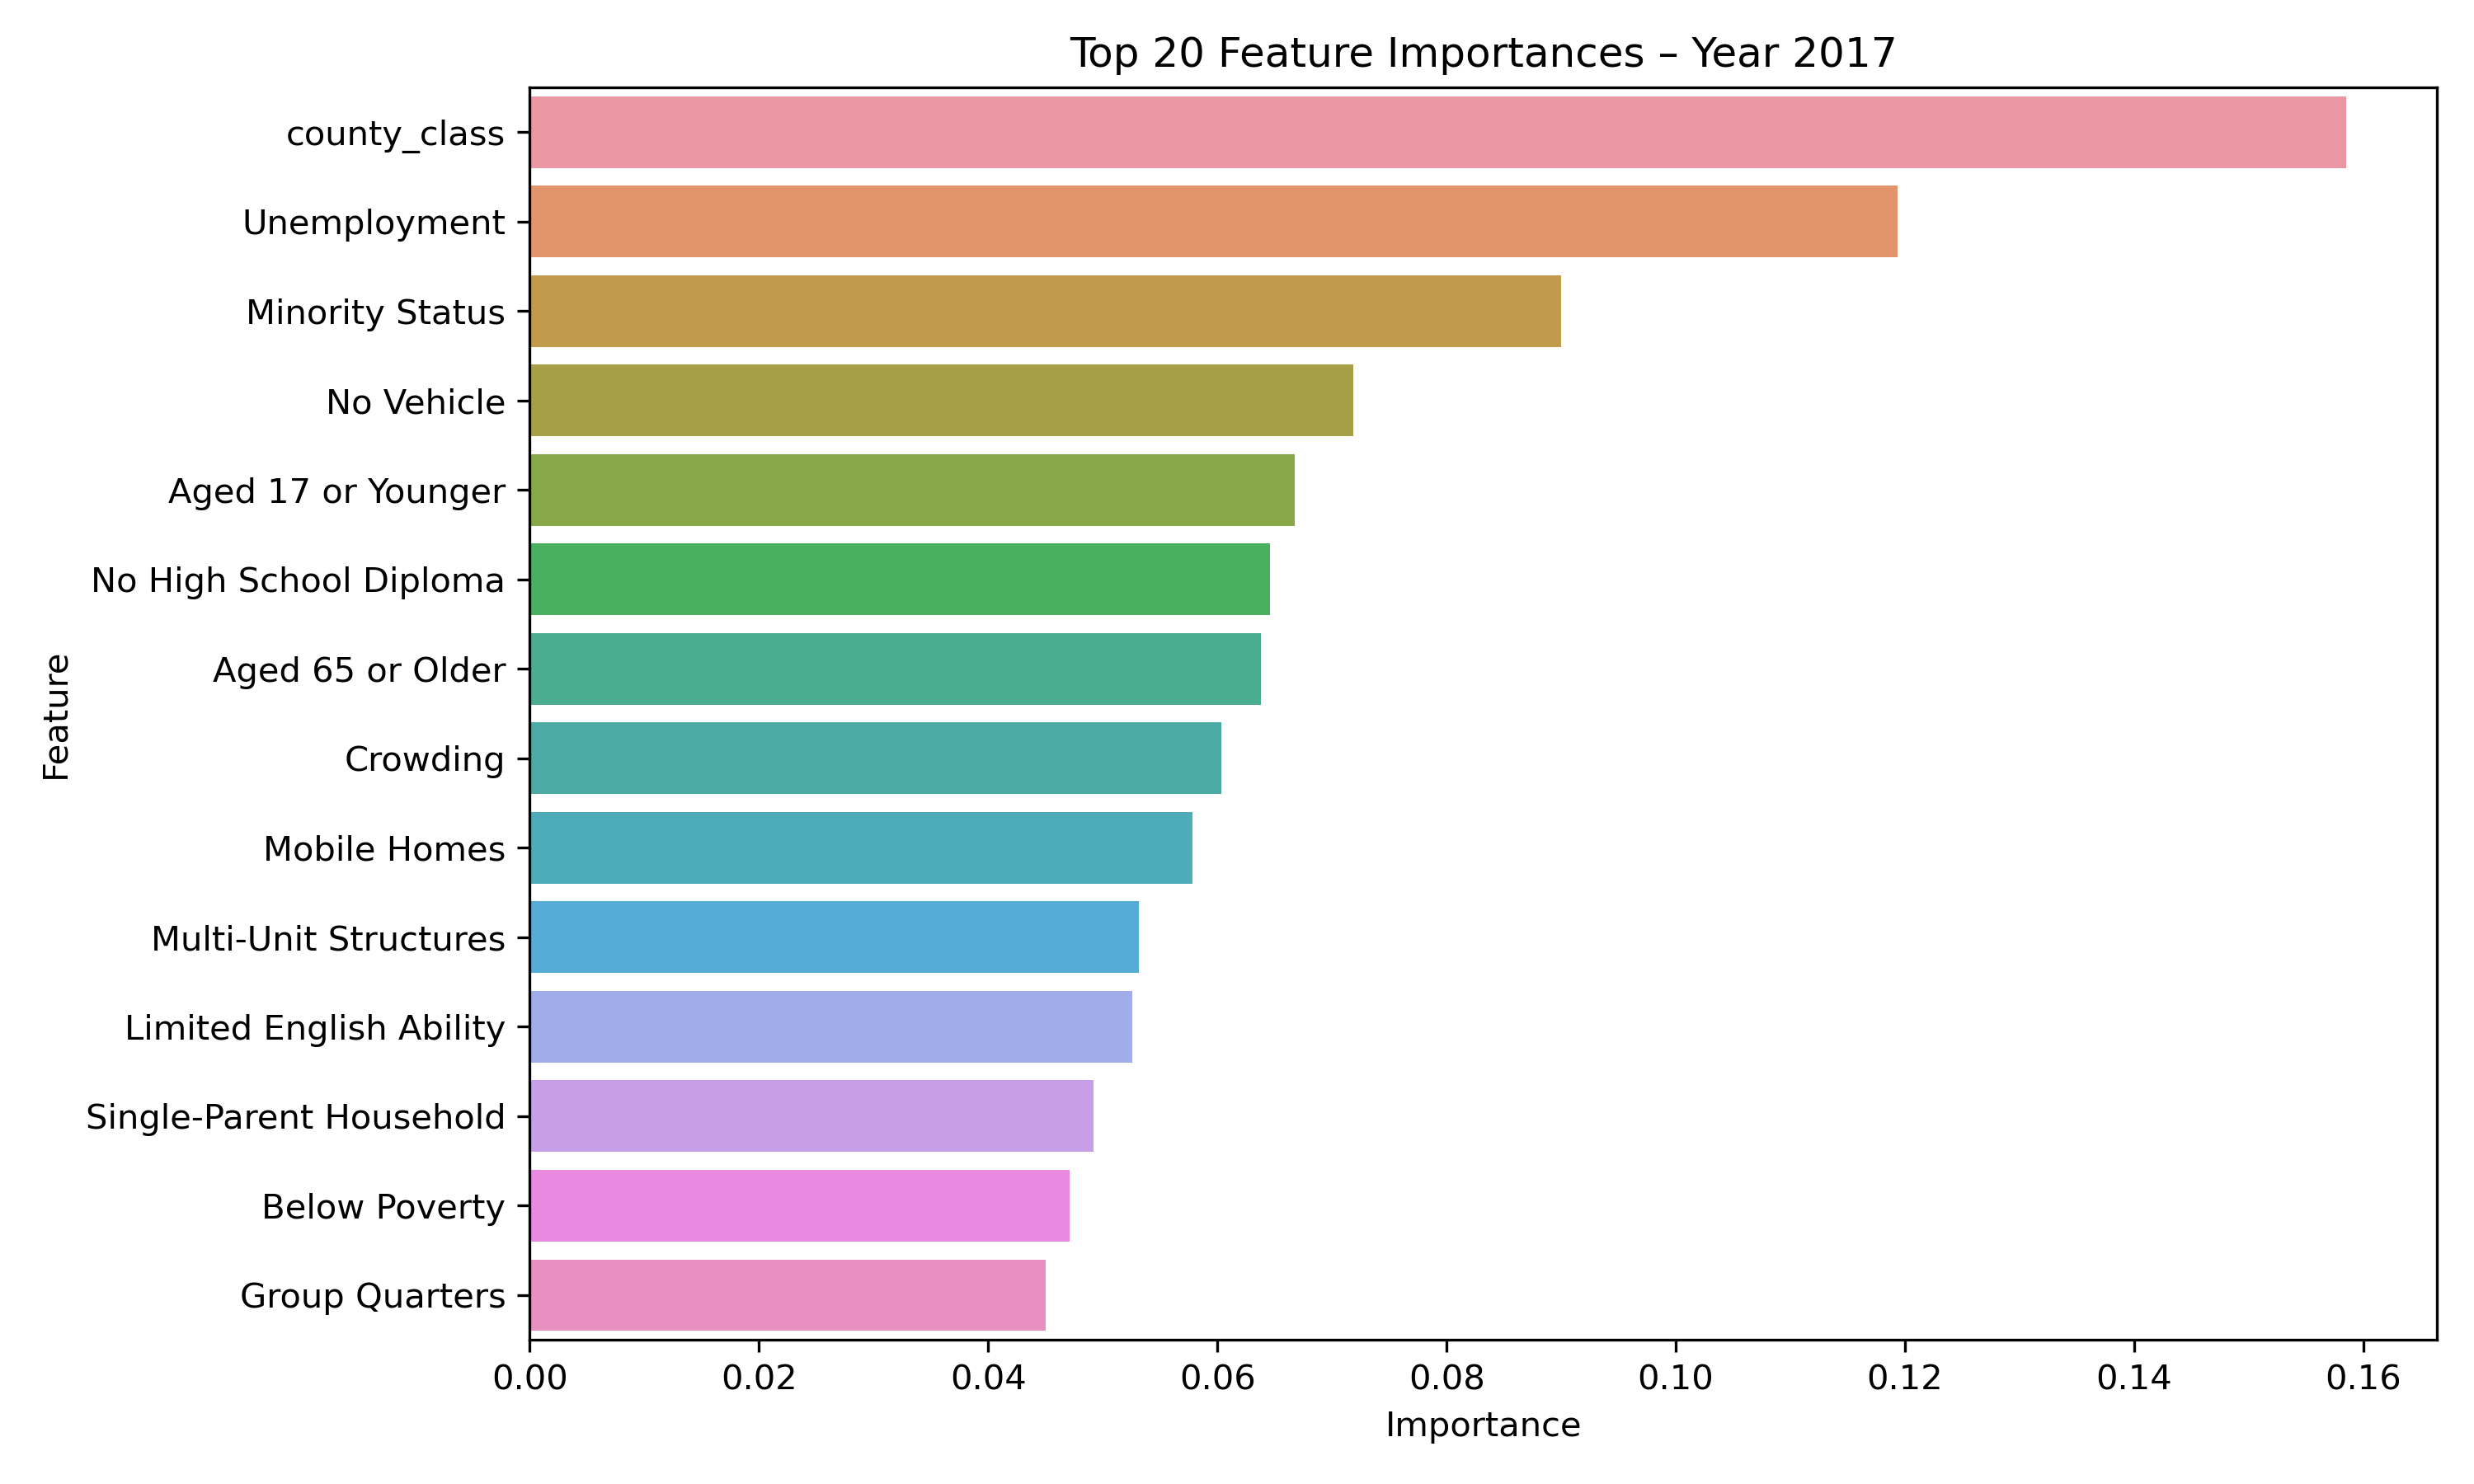 Top 20 Feature Importances – Year 2017
county_class
Unemployment
Minority Status
No Vehicle
Aged 17 or Younger
No High School Diploma
Aged 65 or Older
Crowding
Mobile Homes
Multi-Unit Structures
Limited English Ability
Single-Parent Household
Below Poverty
Group Quarters
Feature
0.00 0.02 0.04 0.06 0.08 0.10 0.12 0.14 0.16
Importance